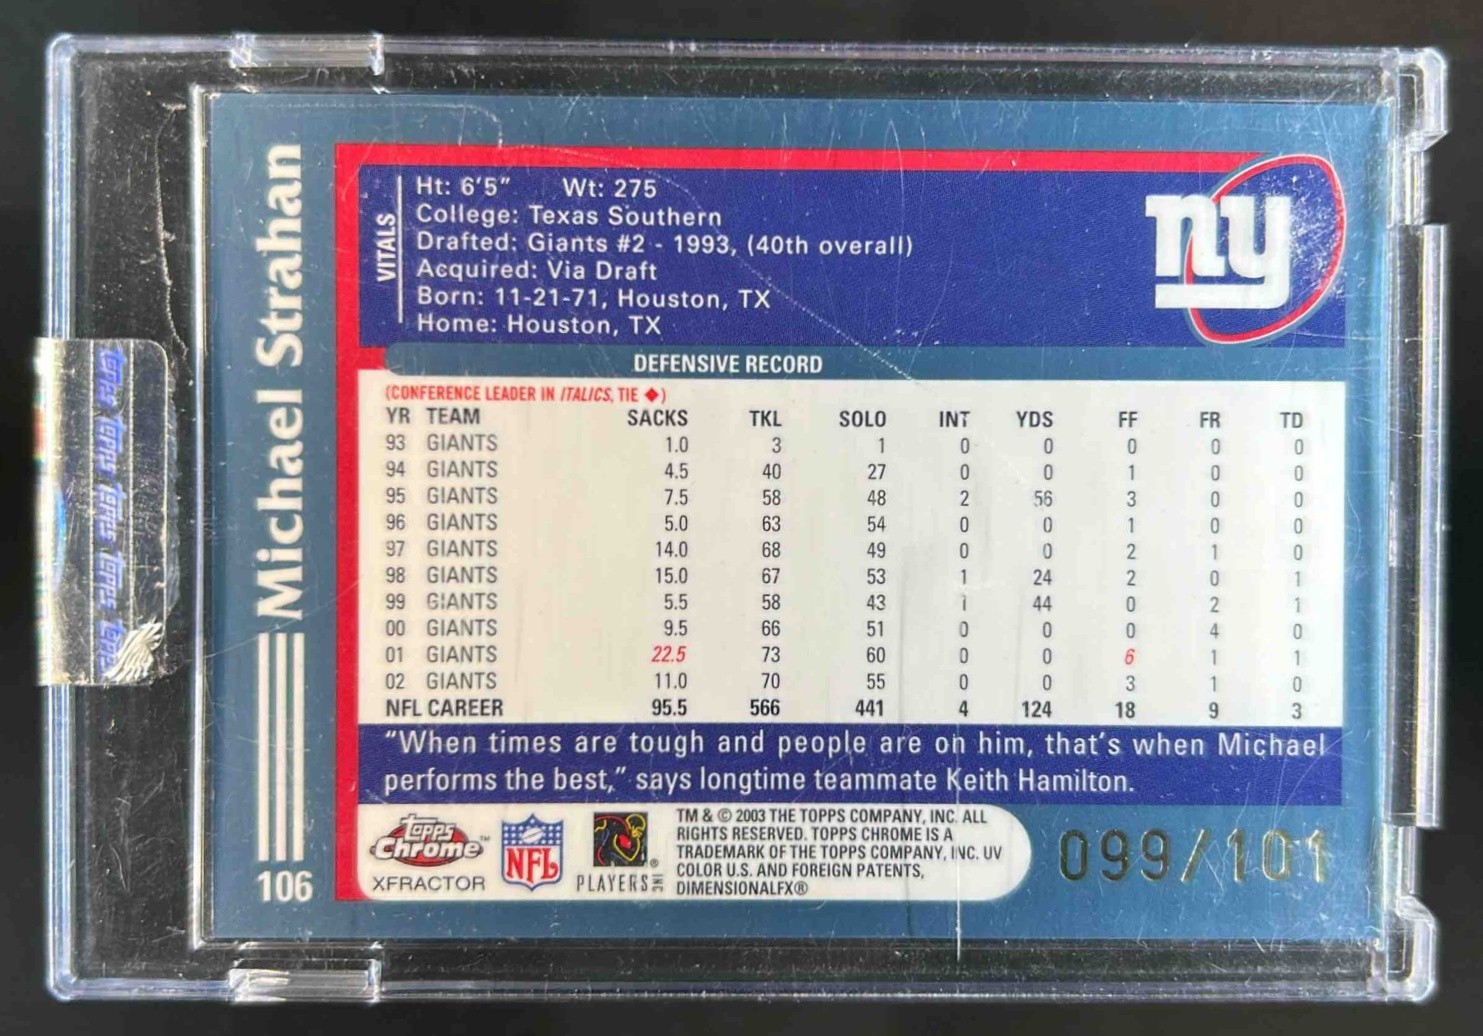 Michael Strahan
106
VITALS
Ht: 6'5" Wt: 275
College: Texas Southern
Drafted: Giants #2 - 1993, (40th overall)
Acquired: Via Draft
Born: 11-21-71, Houston, TX
Home: Houston, TX
ny
DEFENSIVE RECORD
(CONFERENCE LEADER IN ITALICS, TIE ◆)
YR TEAM SACKS TKL SOLO INT YDS FF FR TD
93 GIANTS 1.0 3 1 0 0 0 0 0
94 GIANTS 4.5 40 27 0 0 1 0 0
95 GIANTS 7.5 58 48 2 56 3 0 0
96 GIANTS 5.0 63 54 0 0 1 0 0
97 GIANTS 14.0 68 49 0 0 2 1 0
98 GIANTS 15.0 67 53 1 24 2 0 1
99 GIANTS 5.5 58 43 1 44 0 2 1
00 GIANTS 9.5 66 51 0 0 0 4 0
01 GIANTS 22.5 73 60 0 0 6 1 1
02 GIANTS 11.0 70 55 0 0 3 1 0
NFL CAREER 95.5 566 441 4 124 18 9 3
"When times are tough and people are on him, that's when Michael
performs the best," says longtime teammate Keith Hamilton.
topps
Chrome™
XFRACTOR
NFL
PLAYERS INC
®
TM & © 2003 THE TOPPS COMPANY, INC. ALL
RIGHTS RESERVED. TOPPS CHROME IS A
TRADEMARK OF THE TOPPS COMPANY, INC. UV
COLOR U.S. AND FOREIGN PATENTS,
DIMENSIONALFX®
099/101
topps topps topps topps topps